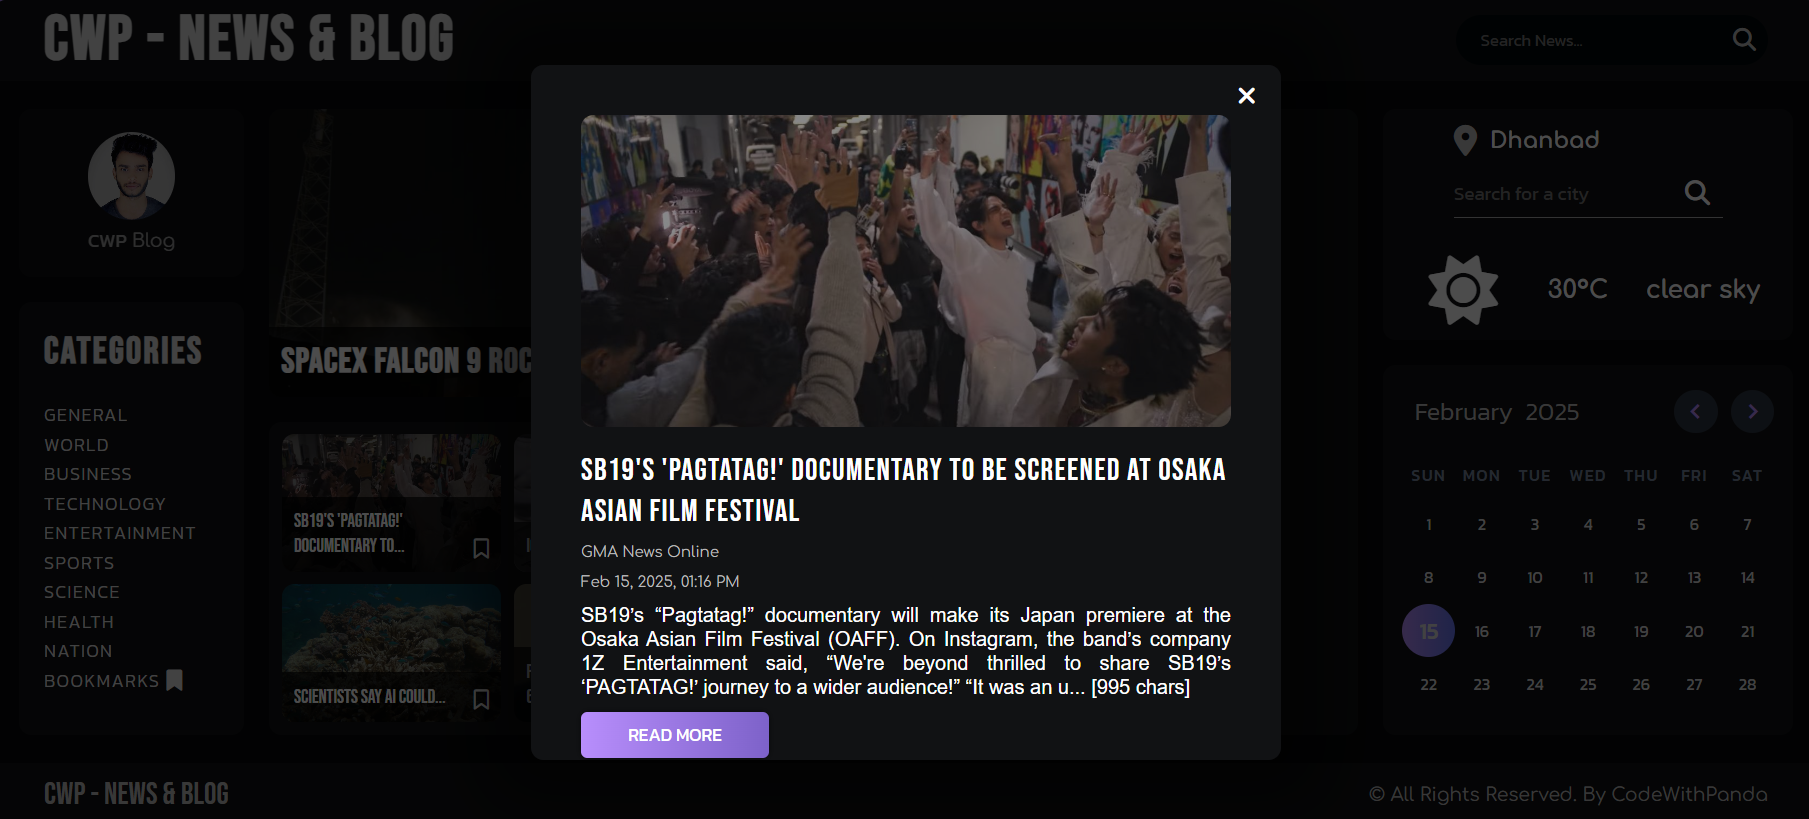 CWP - NEWS & BLOG
Search News...
CWP Blog
CATEGORIES
GENERAL
WORLD
BUSINESS
TECHNOLOGY
ENTERTAINMENT
SPORTS
SCIENCE
HEALTH
NATION
BOOKMARKS
SPACEX FALCON 9 ROC
SB19'S 'PAGTATAG!'
DOCUMENTARY TO...
SCIENTISTS SAY AI COULD...
SB19'S 'PAGTATAG!' DOCUMENTARY TO BE SCREENED AT OSAKA
ASIAN FILM FESTIVAL
GMA News Online
Feb 15, 2025, 01:16 PM
SB19’s “Pagtatag!” documentary will make its Japan premiere at the
Osaka Asian Film Festival (OAFF). On Instagram, the band’s company
1Z Entertainment said, “We're beyond thrilled to share SB19’s
‘PAGTATAG!’ journey to a wider audience!” “It was an u... [995 chars]
READ MORE
Dhanbad
Search for a city
30°C clear sky
February 2025
SUN MON TUE WED THU FRI SAT
1 2 3 4 5 6 7
8 9 10 11 12 13 14
15 16 17 18 19 20 21
22 23 24 25 26 27 28
CWP - NEWS & BLOG
© All Rights Reserved. By CodeWithPanda